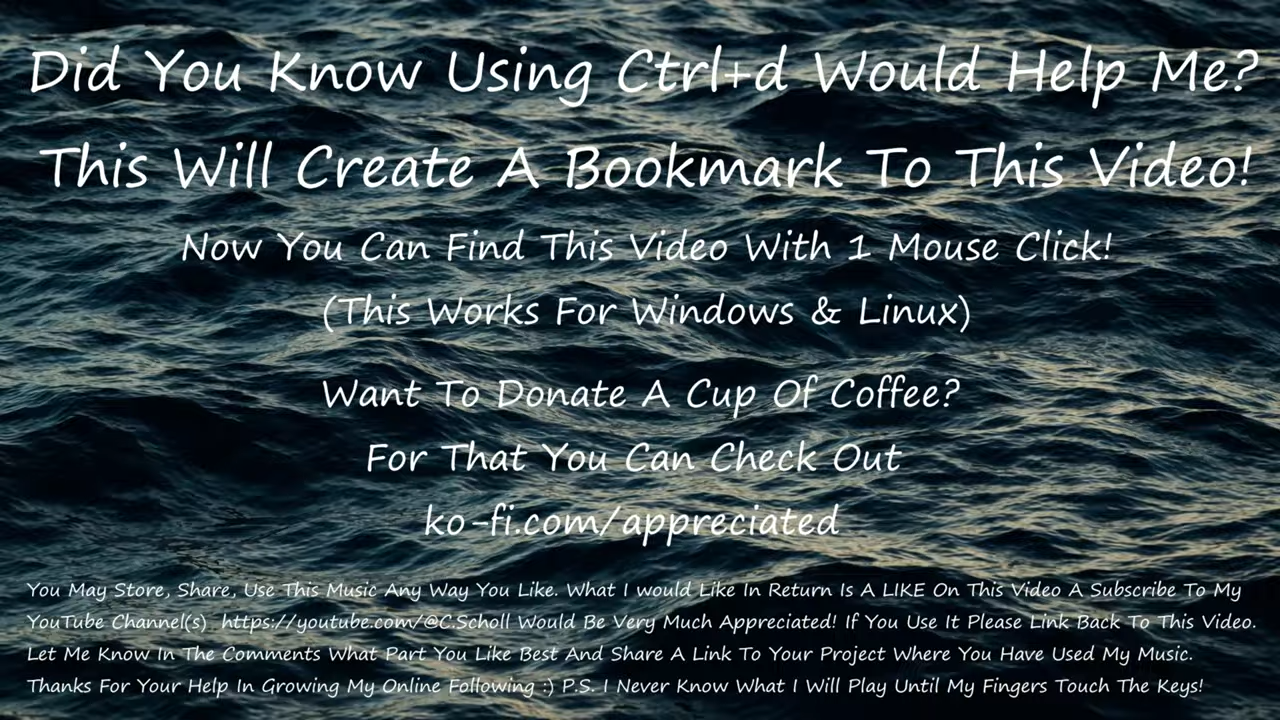 Did You Know Using Ctrl+d Would Help Me?
This Will Create A Bookmark To This Video!
Now You Can Find This Video With 1 Mouse Click!
(This Works For Windows & Linux)
Want To Donate A Cup Of Coffee?
For That You Can Check Out
ko-fi.com/appreciated
You May Store, Share, Use This Music Any Way You Like. What I would Like In Return Is A LIKE On This Video A Subscribe To My
YouTube Channel(s)  https://youtube.com/@C.Scholl Would Be Very Much Appreciated! If You Use It Please Link Back To This Video.
Let Me Know In The Comments What Part You Like Best And Share A Link To Your Project Where You Have Used My Music.
Thanks For Your Help In Growing My Online Following :) P.S. I Never Know What I Will Play Until My Fingers Touch The Keys!